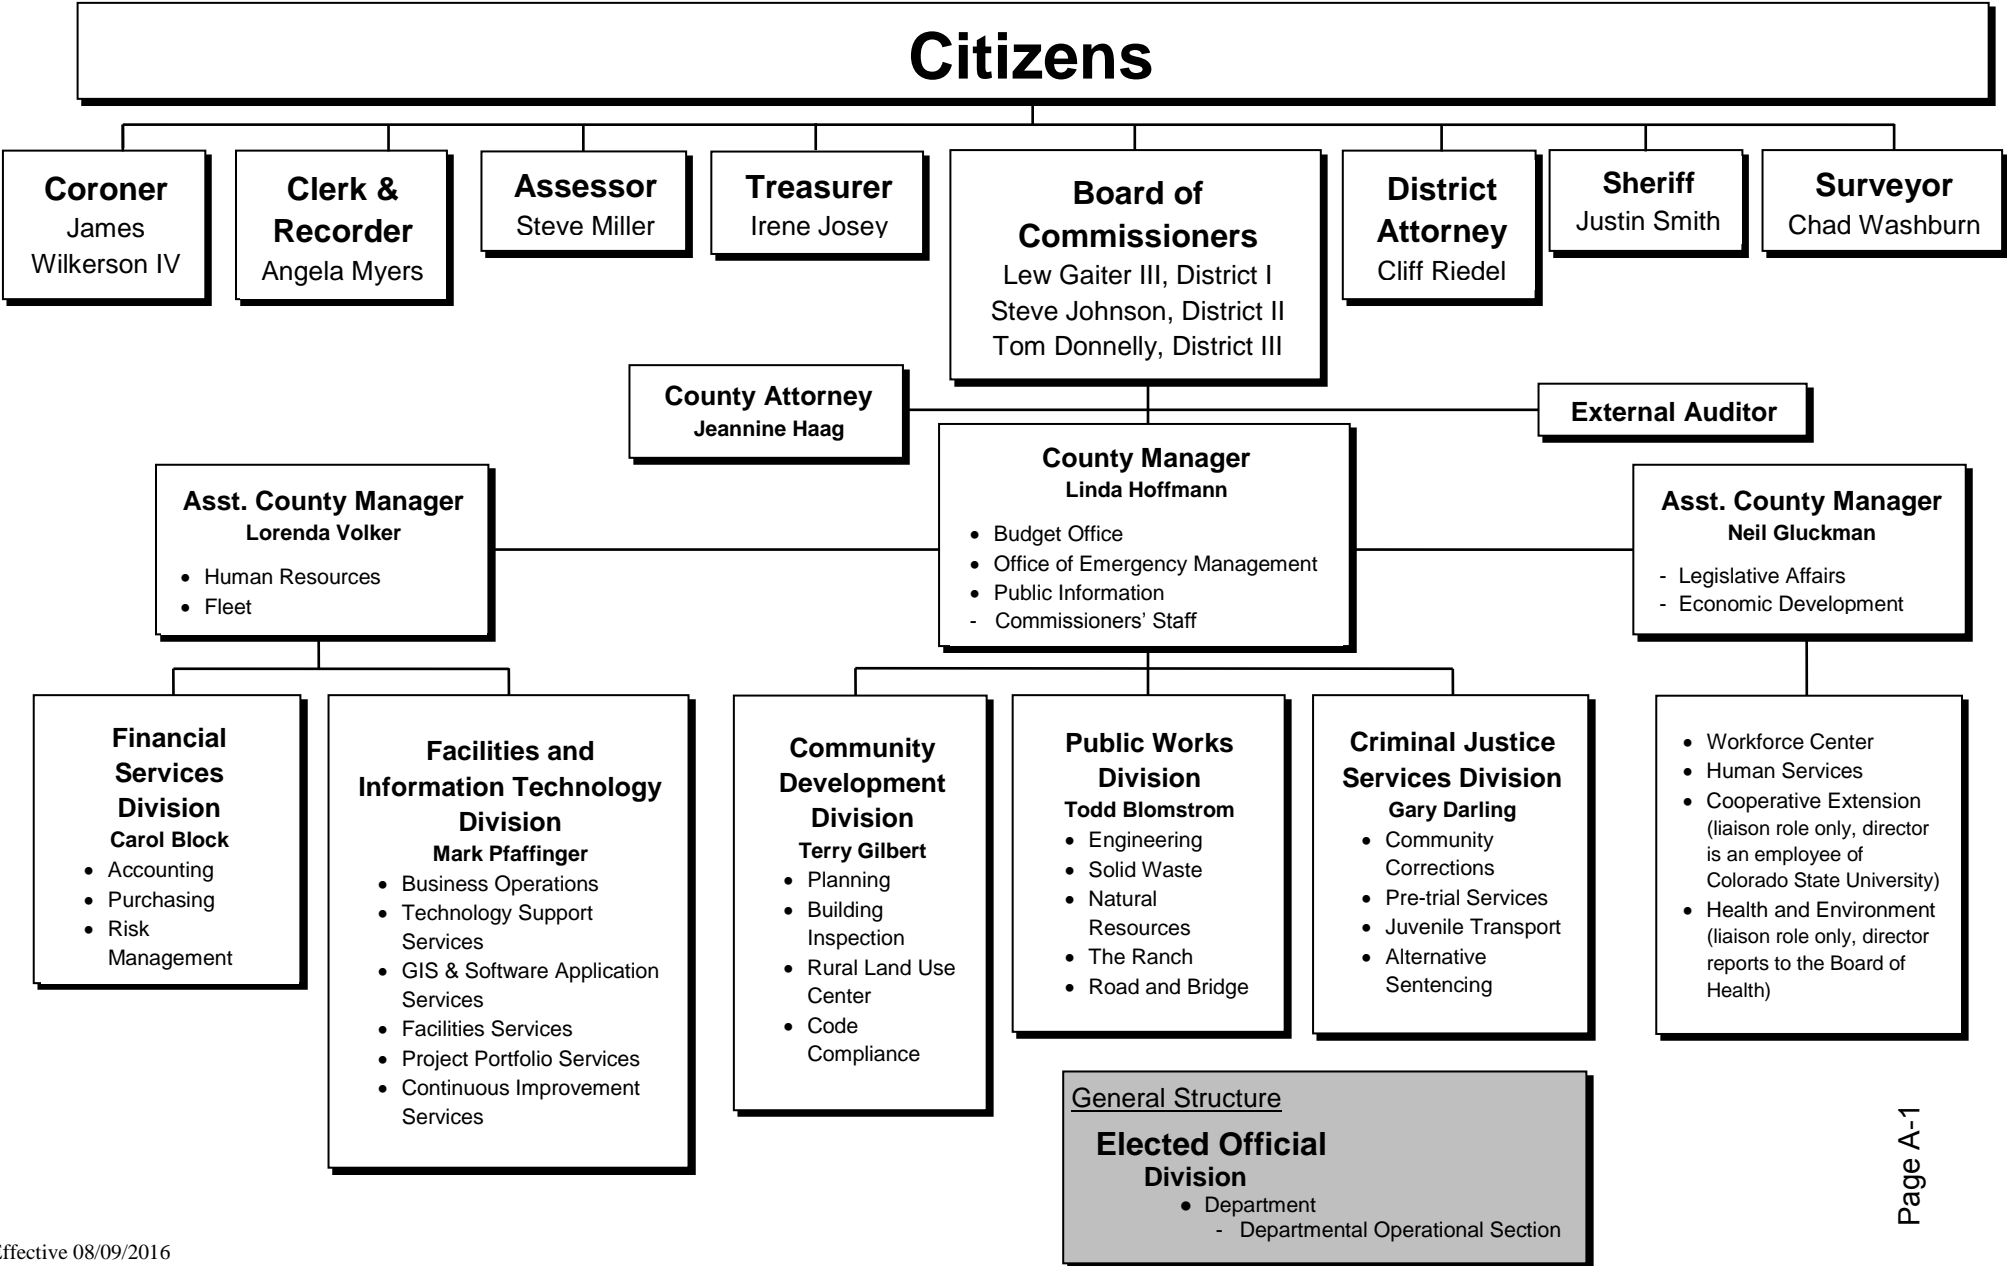 Citizens
Coroner
James
Wilkerson IV
Clerk &
Recorder
Angela Myers
Assessor
Steve Miller
Treasurer
Irene Josey
Board of
Commissioners
Lew Gaiter III, District I
Steve Johnson, District II
Tom Donnelly, District III
District
Attorney
Cliff Riedel
Sheriff
Justin Smith
Surveyor
Chad Washburn
County Attorney
Jeannine Haag
External Auditor
Asst. County Manager
Lorenda Volker
• Human Resources
• Fleet
County Manager
Linda Hoffmann
• Budget Office
• Office of Emergency Management
• Public Information
- Commissioners’ Staff
Asst. County Manager
Neil Gluckman
- Legislative Affairs
- Economic Development
Financial
Services
Division
Carol Block
• Accounting
• Purchasing
• Risk
Management
Facilities and
Information Technology
Division
Mark Pfaffinger
• Business Operations
• Technology Support
Services
• GIS & Software Application
Services
• Facilities Services
• Project Portfolio Services
• Continuous Improvement
Services
Community
Development
Division
Terry Gilbert
• Planning
• Building
Inspection
• Rural Land Use
Center
• Code
Compliance
Public Works
Division
Todd Blomstrom
• Engineering
• Solid Waste
• Natural
Resources
• The Ranch
• Road and Bridge
Criminal Justice
Services Division
Gary Darling
• Community
Corrections
• Pre-trial Services
• Juvenile Transport
• Alternative
Sentencing
• Workforce Center
• Human Services
• Cooperative Extension
(liaison role only, director
is an employee of
Colorado State University)
• Health and Environment
(liaison role only, director
reports to the Board of
Health)
General Structure
Elected Official
Division
• Department
- Departmental Operational Section
Page A-1
Effective 08/09/2016